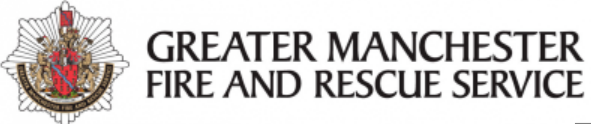 GREATER MANCHESTER
FIRE AND RESCUE SERVICE